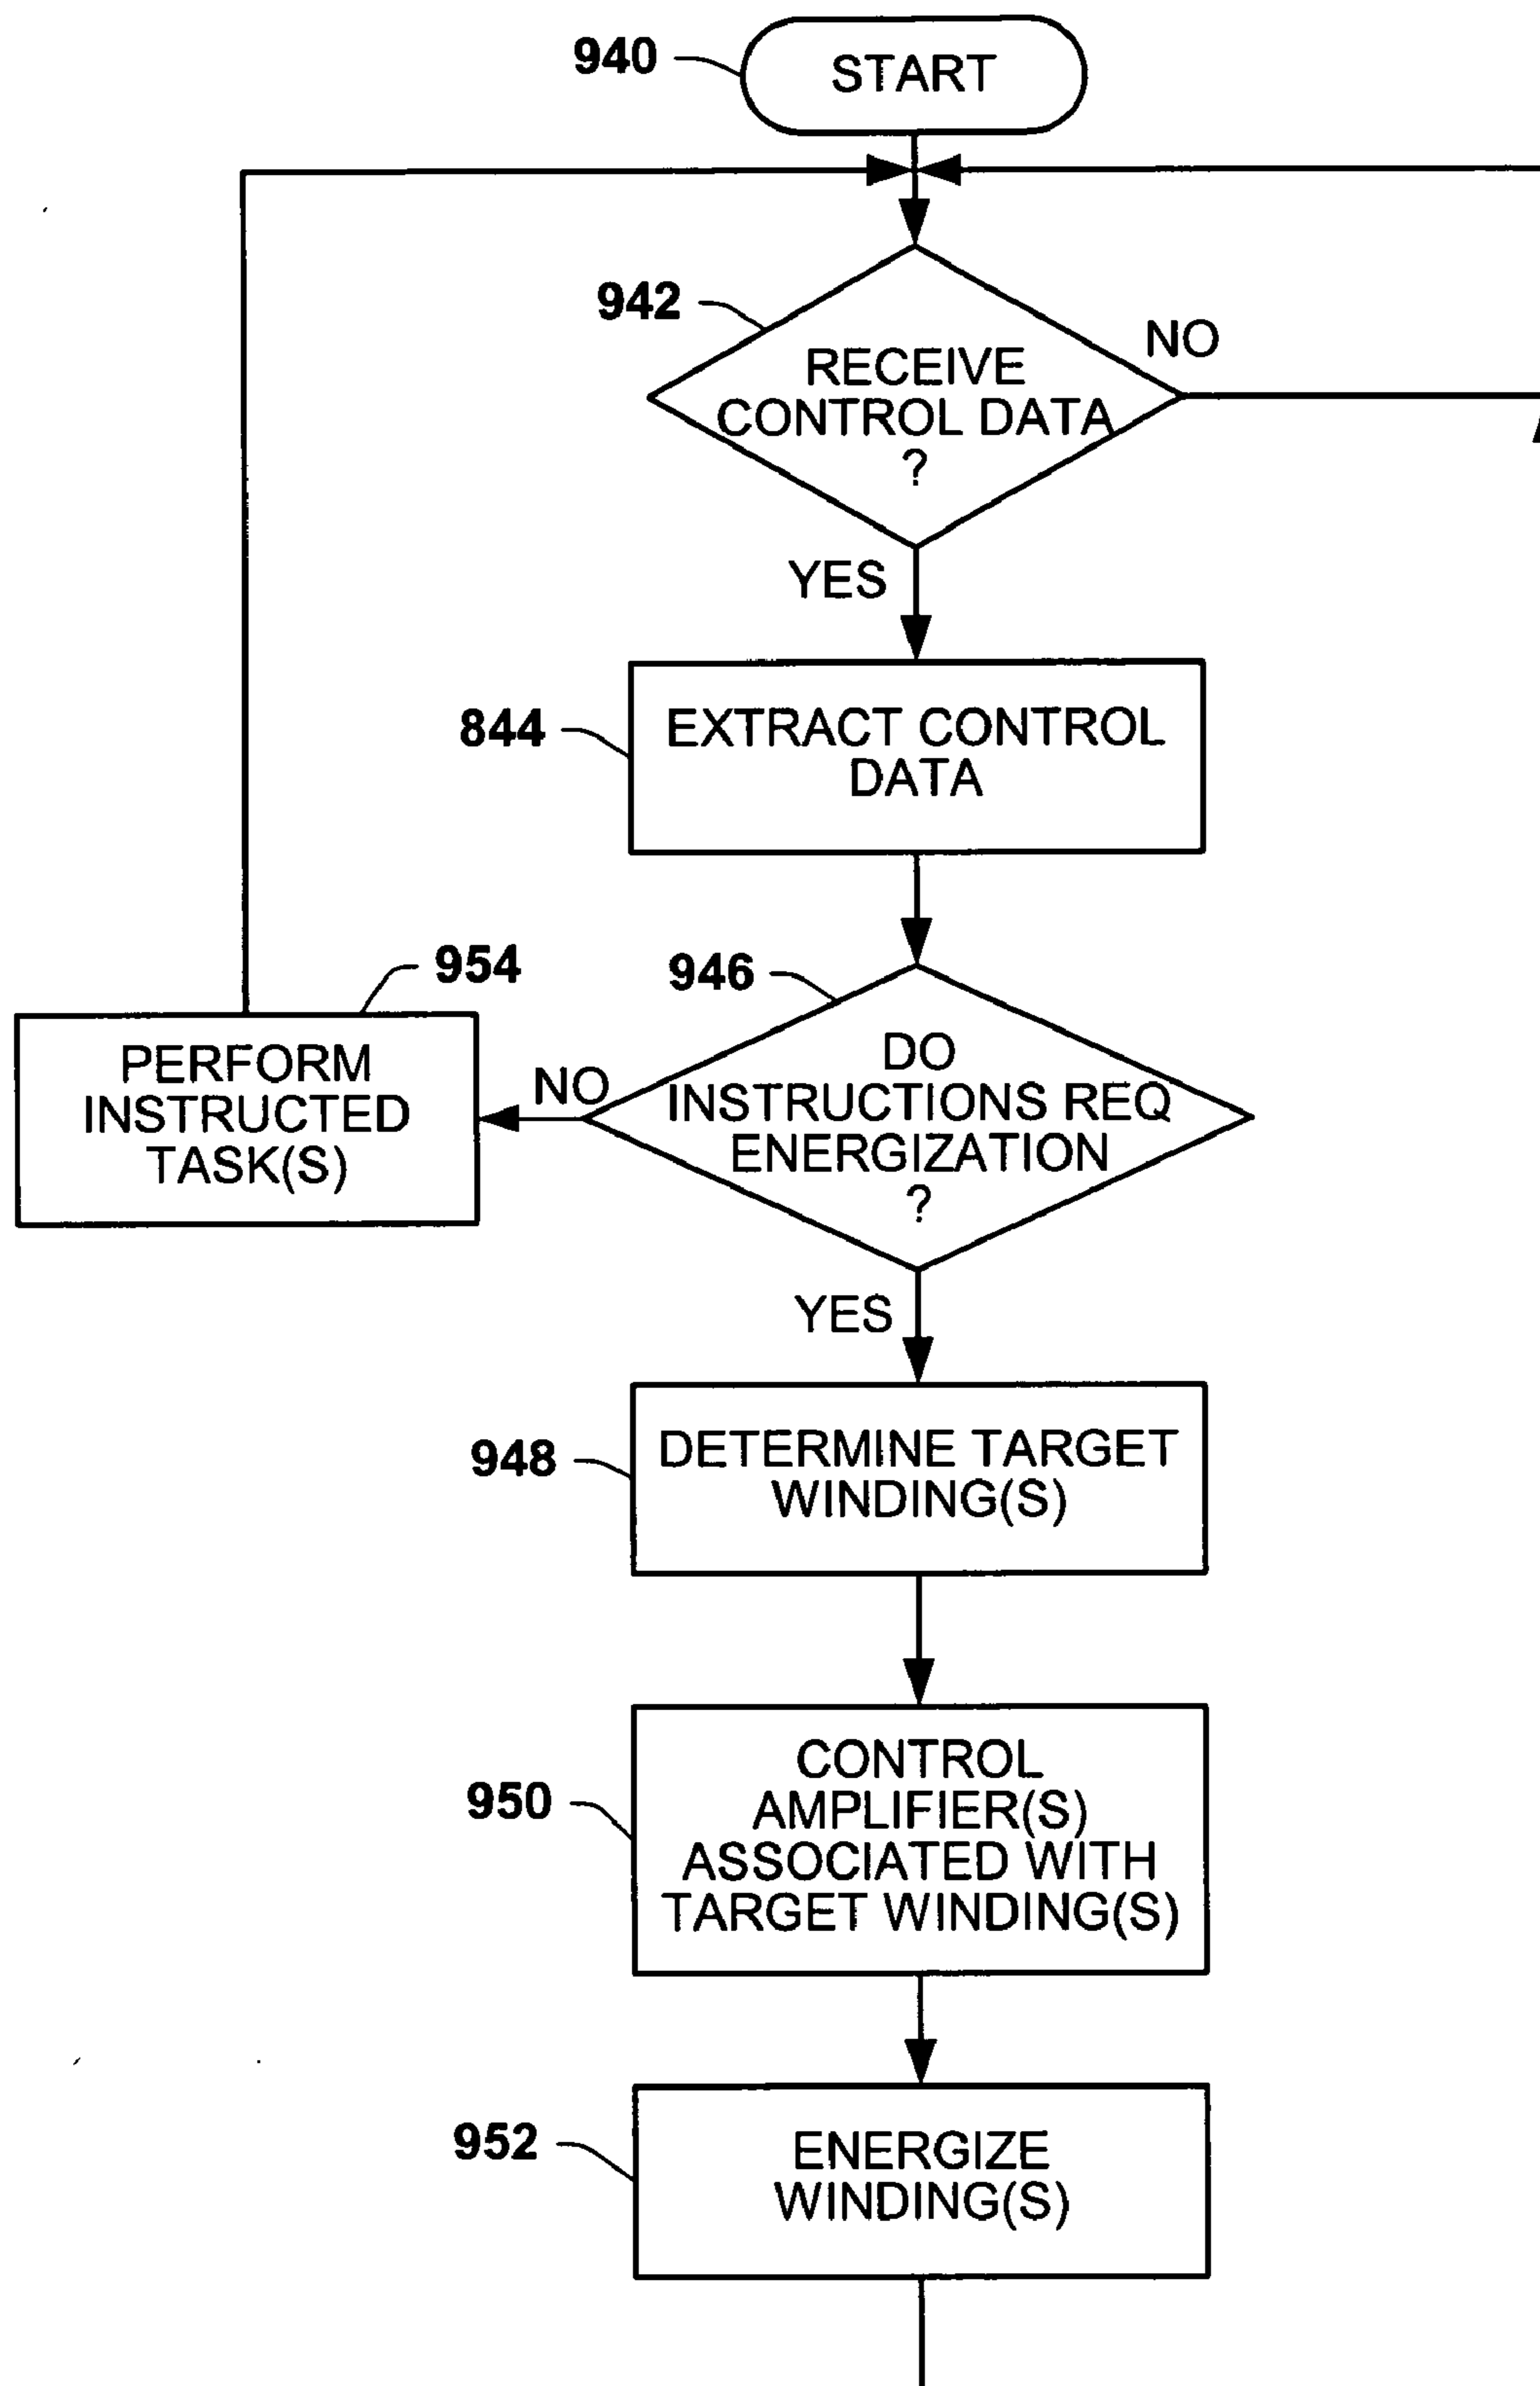 940
START
942
RECEIVE
CONTROL DATA
?
NO
YES
844
EXTRACT CONTROL
DATA
954
946
PERFORM
INSTRUCTED
TASK(S)
NO
DO
INSTRUCTIONS REQ
ENERGIZATION
?
YES
948
DETERMINE TARGET
WINDING(S)
950
CONTROL
AMPLIFIER(S)
ASSOCIATED WITH
TARGET WINDING(S)
952
ENERGIZE
WINDING(S)